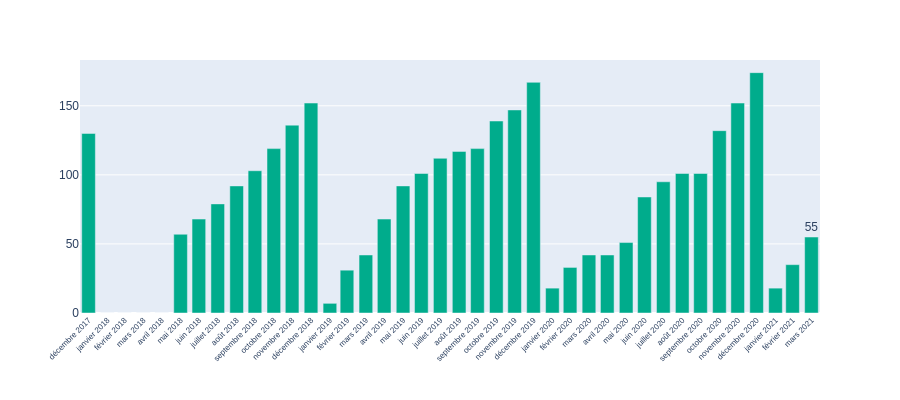 150
100
50
0
55
décembre 2017
janvier 2018
février 2018
mars 2018
avril 2018
mai 2018
juin 2018
juillet 2018
août 2018
septembre 2018
octobre 2018
novembre 2018
décembre 2018
janvier 2019
février 2019
mars 2019
avril 2019
mai 2019
juin 2019
juillet 2019
août 2019
septembre 2019
octobre 2019
novembre 2019
décembre 2019
janvier 2020
février 2020
mars 2020
avril 2020
mai 2020
juin 2020
juillet 2020
août 2020
septembre 2020
octobre 2020
novembre 2020
décembre 2020
janvier 2021
février 2021
mars 2021